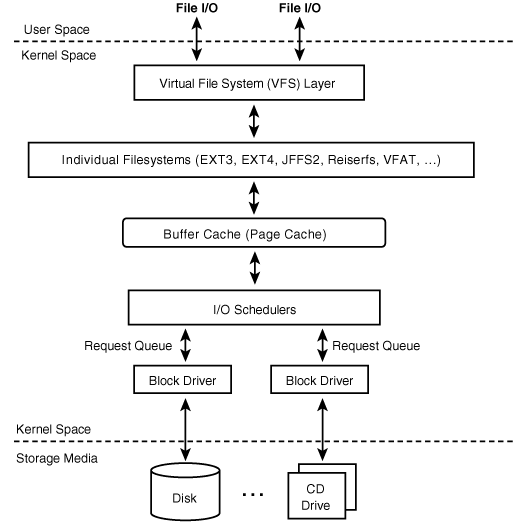 File I/O File I/O
User Space
Kernel Space
Virtual File System (VFS) Layer
Individual Filesystems (EXT3, EXT4, JFFS2, Reiserfs, VFAT, ...)
Buffer Cache (Page Cache)
I/O Schedulers
Request Queue Request Queue
Block Driver Block Driver
Kernel Space
Storage Media
Disk ... CD
Drive